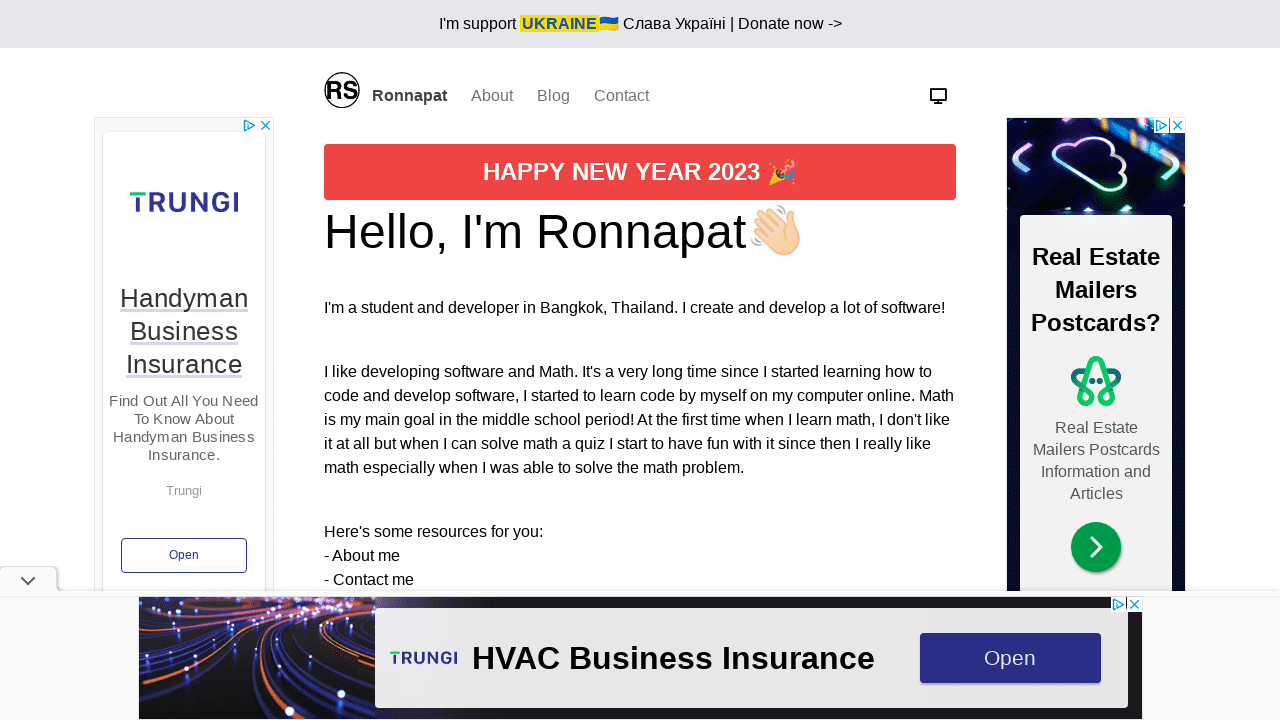 I'm support UKRAINE🇺🇦 Слава Україні | Donate now ->
RS
Ronnapat
About
Blog
Contact
HAPPY NEW YEAR 2023 🎉
Hello, I'm Ronnapat👋🏻
I'm a student and developer in Bangkok, Thailand. I create and develop a lot of software!
I like developing software and Math. It's a very long time since I started learning how to
code and develop software, I started to learn code by myself on my computer online. Math
is my main goal in the middle school period! At the first time when I learn math, I don't like
it at all but when I can solve math a quiz I start to have fun with it since then I really like
math especially when I was able to solve the math problem.
Here's some resources for you:
- About me
- Contact me
TRUNGI
Handyman
Business
Insurance
Find Out All You Need
To Know About
Handyman Business
Insurance.
Trungi
Open
Real Estate
Mailers
Postcards?
Real Estate
Mailers Postcards
Information and
Articles
TRUNGI
HVAC Business Insurance
Open